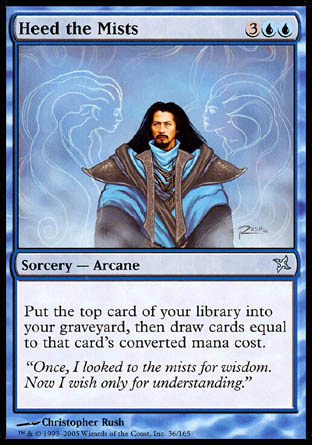 Heed the Mists 3
RUSH
Sorcery — Arcane
Put the top card of your library into
your graveyard, then draw cards equal
to that card's converted mana cost.
"Once, I looked to the mists for wisdom.
Now I wish only for understanding."
Christopher Rush
™ & © 1993-2005 Wizards of the Coast, Inc. 36/165